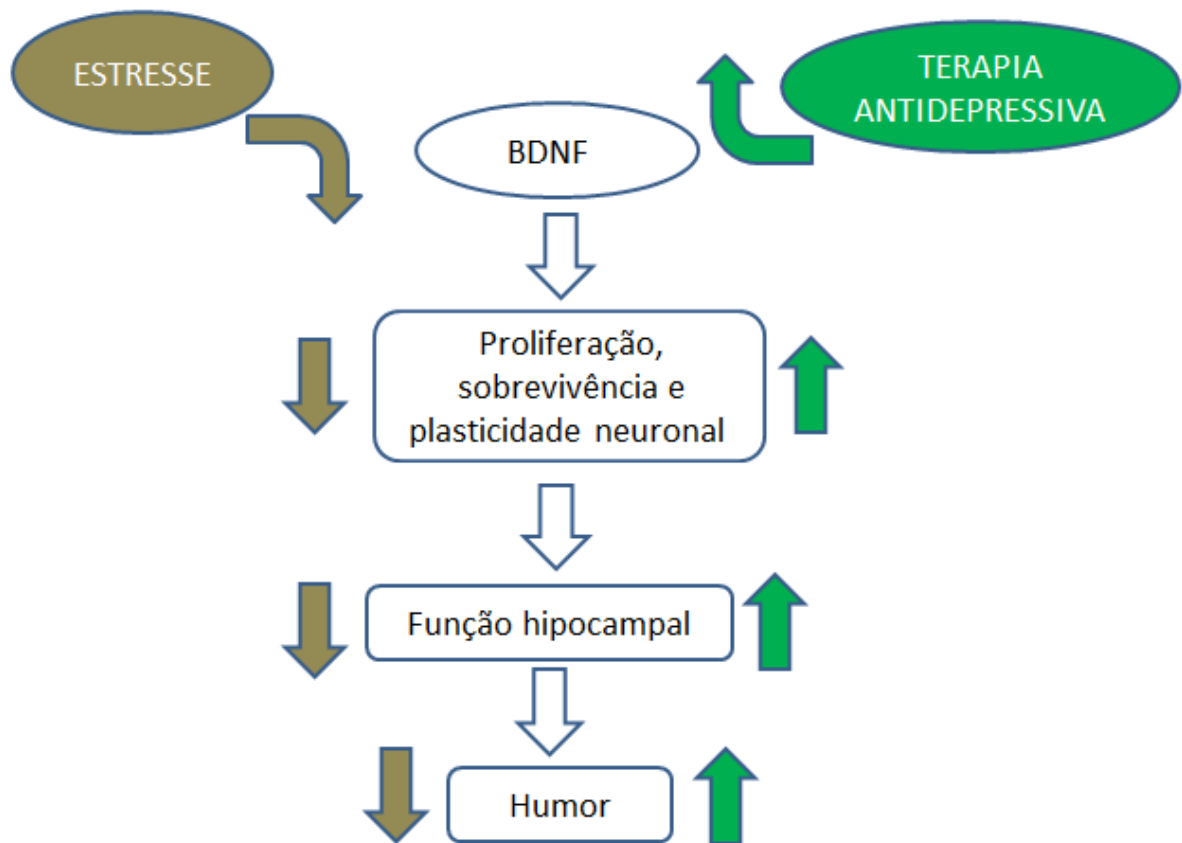 ESTRESSE
TERAPIA
ANTIDEPRESSIVA
BDNF
Proliferação,
sobrevivência e
plasticidade neuronal
Função hipocampal
Humor